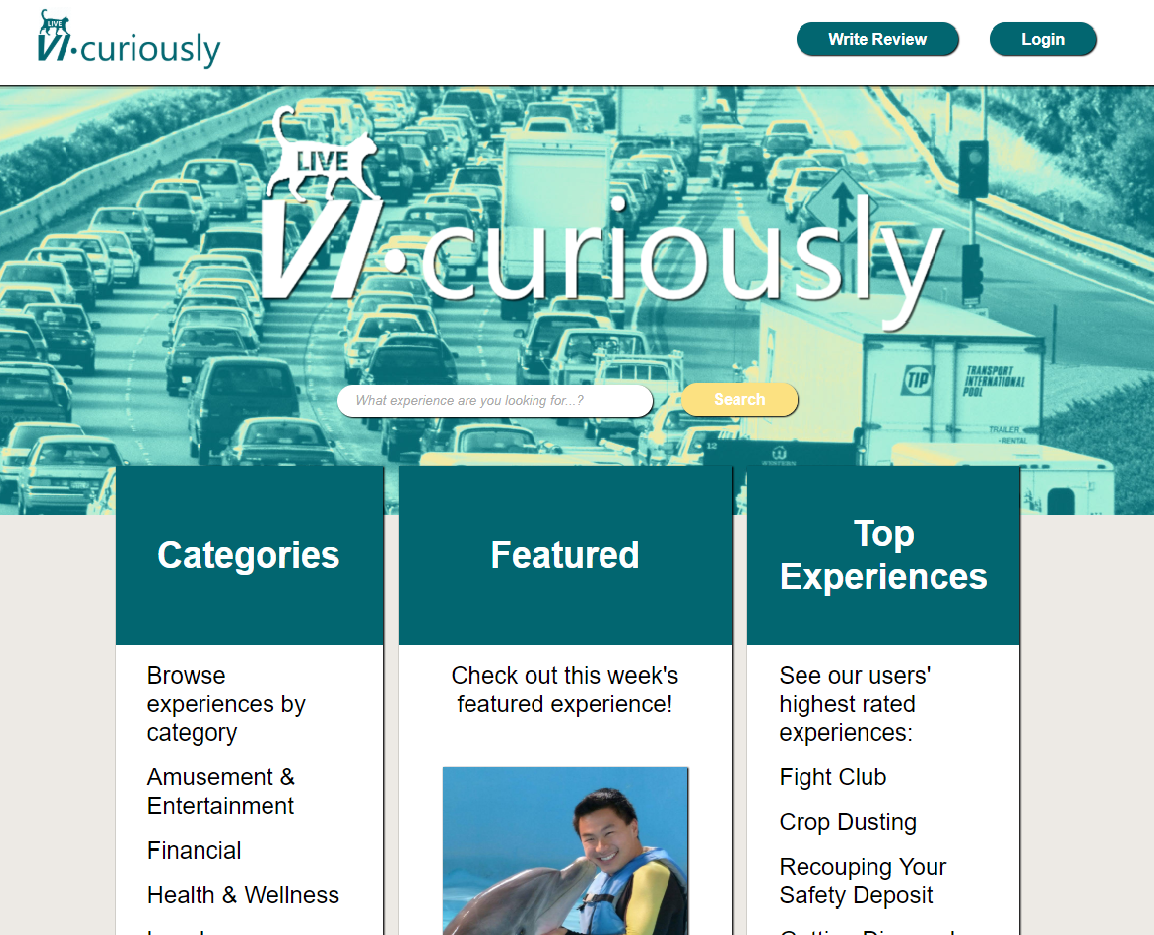 LIVE
VI•curiously
Write Review
Login
LIVE
VI•curiously
TIP
TRANSPORT
INTERNATIONAL
POOL
TRAILER
RENTAL
12
WESTERN
What experience are you looking for...?
Search
Categories
Featured
Top
Experiences
Browse
experiences by
category
Amusement &
Entertainment
Financial
Health & Wellness
Check out this week's
featured experience!
See our users'
highest rated
experiences:
Fight Club
Crop Dusting
Recouping Your
Safety Deposit